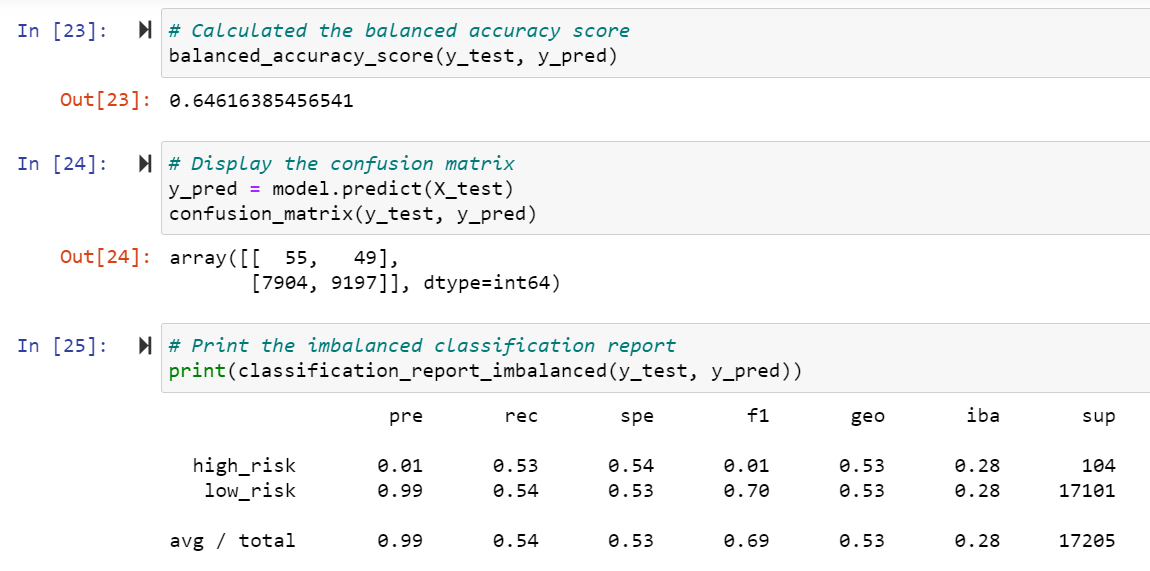 In [23]: # Calculated the balanced accuracy score
balanced_accuracy_score(y_test, y_pred)
Out[23]: 0.64616385456541
In [24]: # Display the confusion matrix
y_pred = model.predict(X_test)
confusion_matrix(y_test, y_pred)
Out[24]: array([[  55,   49],
       [7904, 9197]], dtype=int64)
In [25]: # Print the imbalanced classification report
print(classification_report_imbalanced(y_test, y_pred))
pre rec spe f1 geo iba sup
high_risk 0.01 0.53 0.54 0.01 0.53 0.28 104
low_risk 0.99 0.54 0.53 0.70 0.53 0.28 17101
avg / total 0.99 0.54 0.53 0.69 0.53 0.28 17205